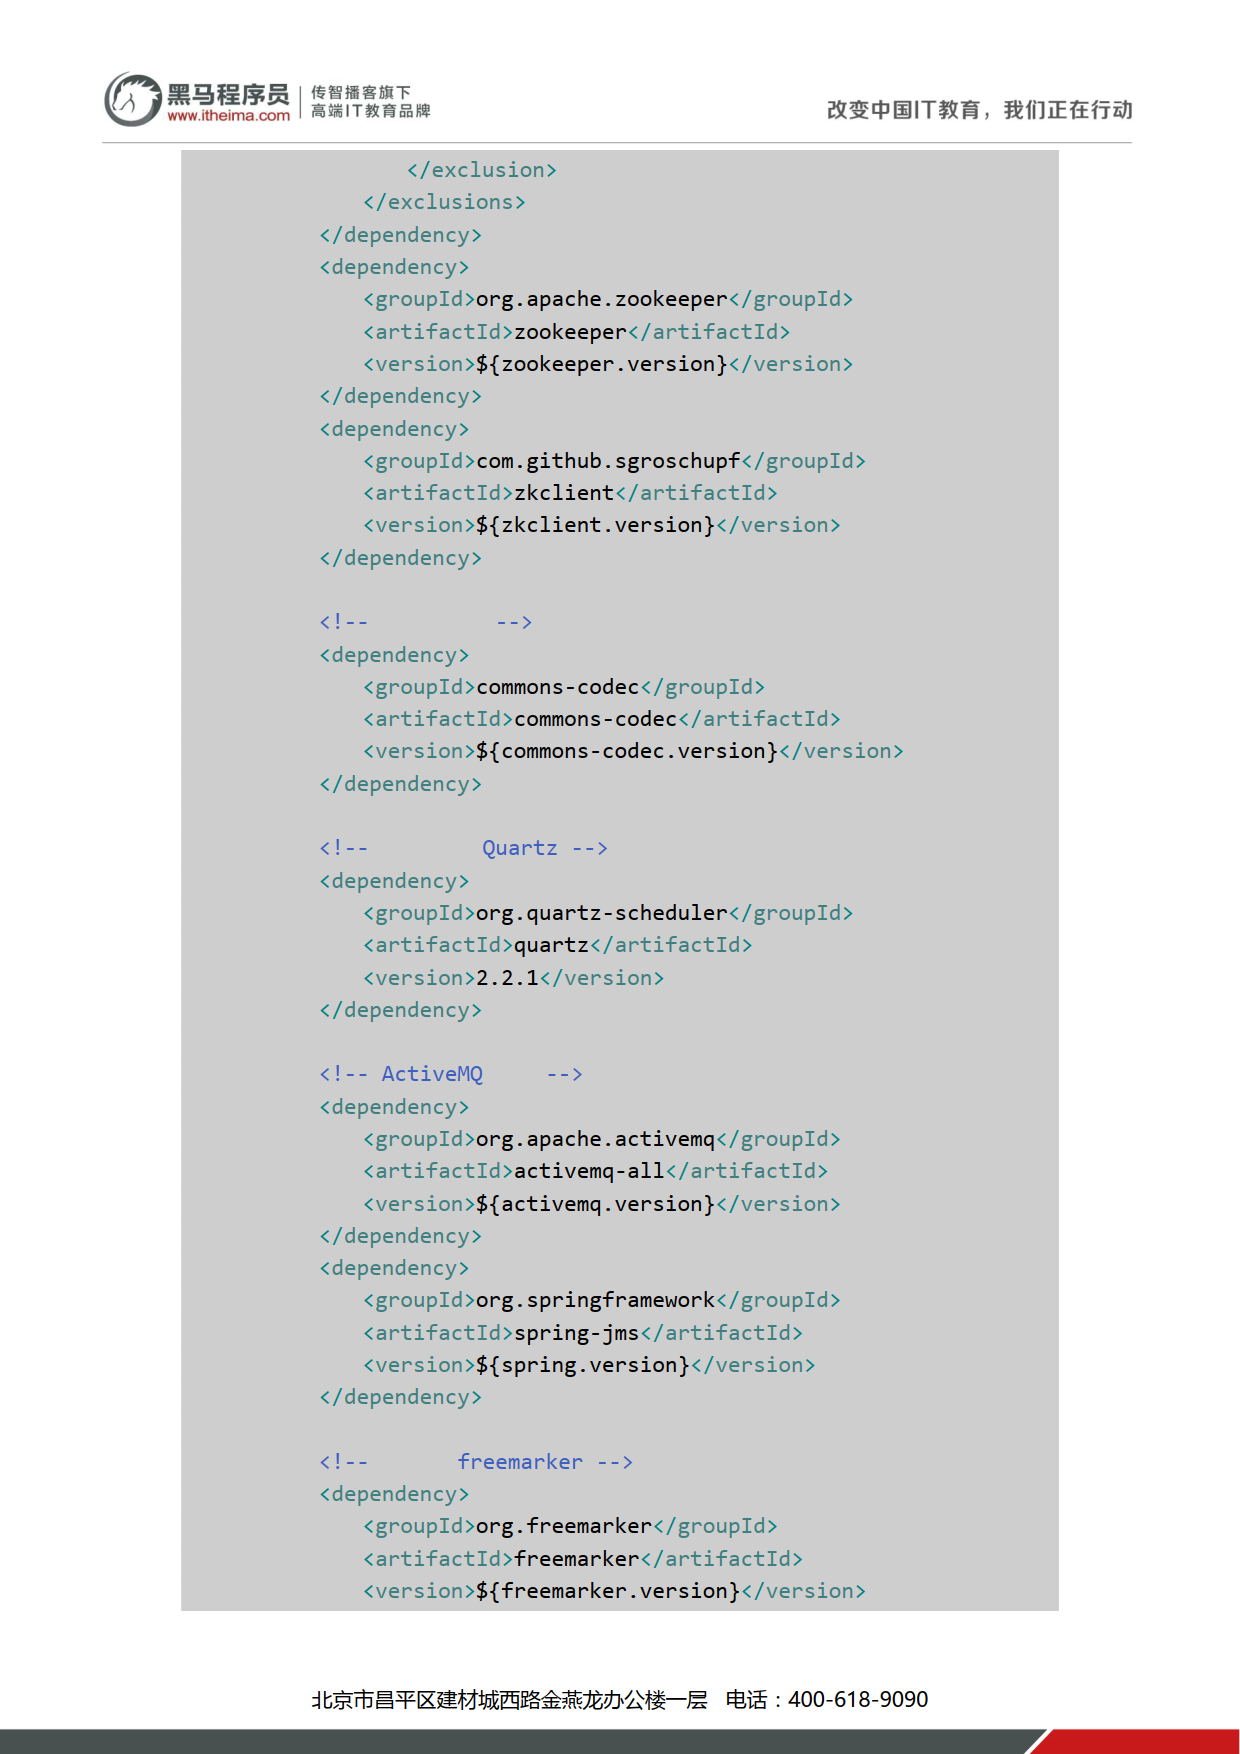 黑马程序员
www.itheima.com
传智播客旗下
高端IT教育品牌
改变中国IT教育，我们正在行动
</exclusion>
</exclusions>
</dependency>
<dependency>
<groupId>org.apache.zookeeper</groupId>
<artifactId>zookeeper</artifactId>
<version>${zookeeper.version}</version>
</dependency>
<dependency>
<groupId>com.github.sgroschupf</groupId>
<artifactId>zkclient</artifactId>
<version>${zkclient.version}</version>
</dependency>
<!-- -->
<dependency>
<groupId>commons-codec</groupId>
<artifactId>commons-codec</artifactId>
<version>${commons-codec.version}</version>
</dependency>
<!-- Quartz -->
<dependency>
<groupId>org.quartz-scheduler</groupId>
<artifactId>quartz</artifactId>
<version>2.2.1</version>
</dependency>
<!-- ActiveMQ -->
<dependency>
<groupId>org.apache.activemq</groupId>
<artifactId>activemq-all</artifactId>
<version>${activemq.version}</version>
</dependency>
<dependency>
<groupId>org.springframework</groupId>
<artifactId>spring-jms</artifactId>
<version>${spring.version}</version>
</dependency>
<!-- freemarker -->
<dependency>
<groupId>org.freemarker</groupId>
<artifactId>freemarker</artifactId>
<version>${freemarker.version}</version>
北京市昌平区建材城西路金燕龙办公楼一层 电话：400-618-9090